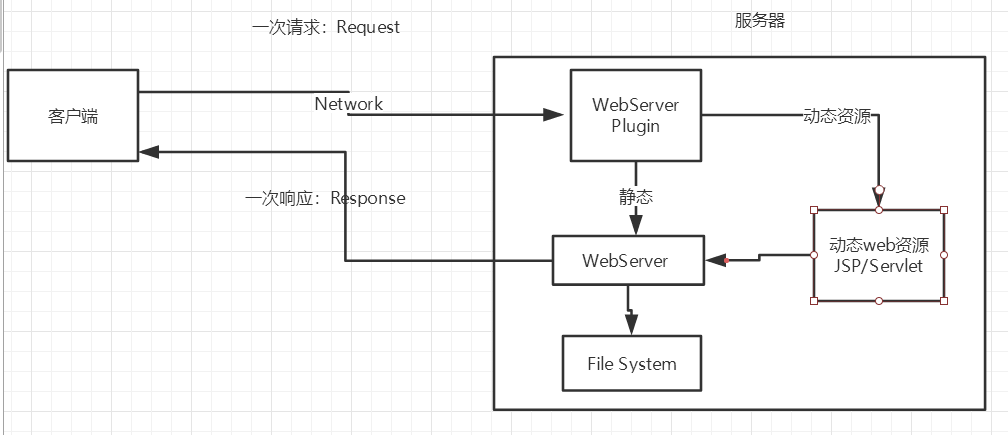 一次请求：Request
服务器
客户端
Network
WebServer
Plugin
动态资源
一次响应：Response
静态
WebServer
动态web资源
JSP/Servlet
File System